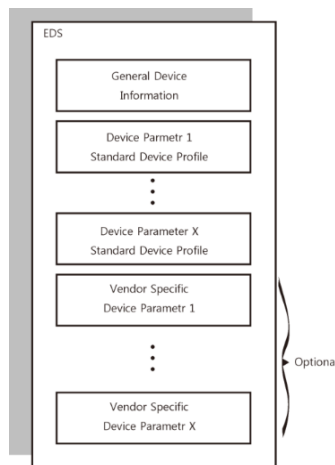 EDS
General Device
Information
Device Parmetr 1
Standard Device Profile
Device Parameter X
Standard Device Profile
Vendor Specific
Device Parametr 1
Optiona
Vendor Specific
Device Parametr X